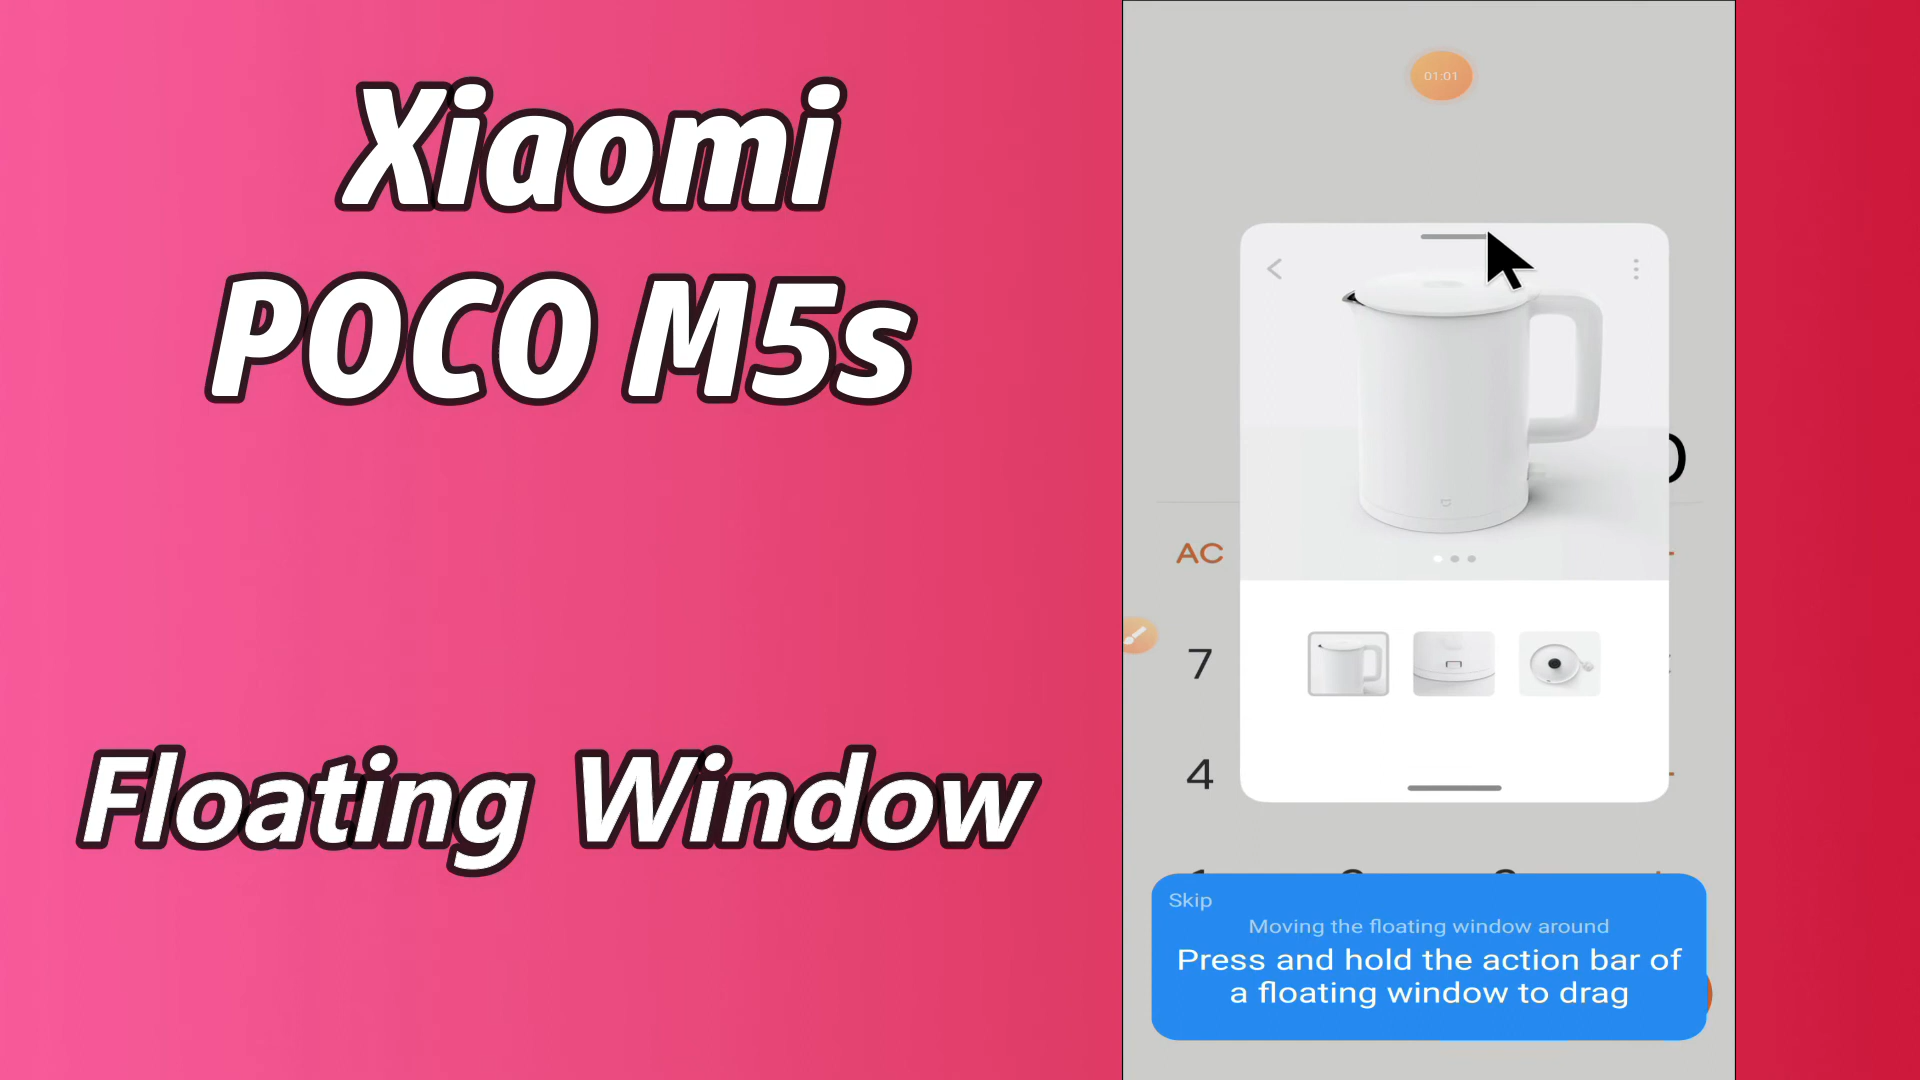 Xiaomi
POCO M5s
Floating Window
01:01
0
AC
7
4
Skip
Moving the floating window around
Press and hold the action bar of
a floating window to drag